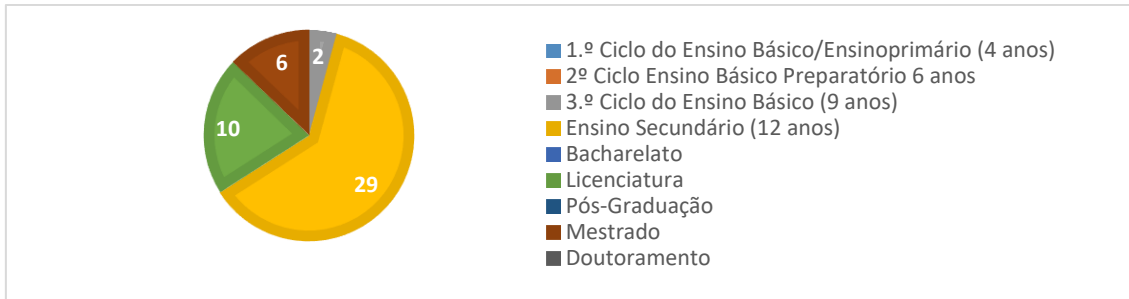 2
6
10
29
1.º Ciclo do Ensino Básico/Ensinoprimário (4 anos)
2º Ciclo Ensino Básico Preparatório 6 anos
3.º Ciclo do Ensino Básico (9 anos)
Ensino Secundário (12 anos)
Bacharelato
Licenciatura
Pós-Graduação
Mestrado
Doutoramento